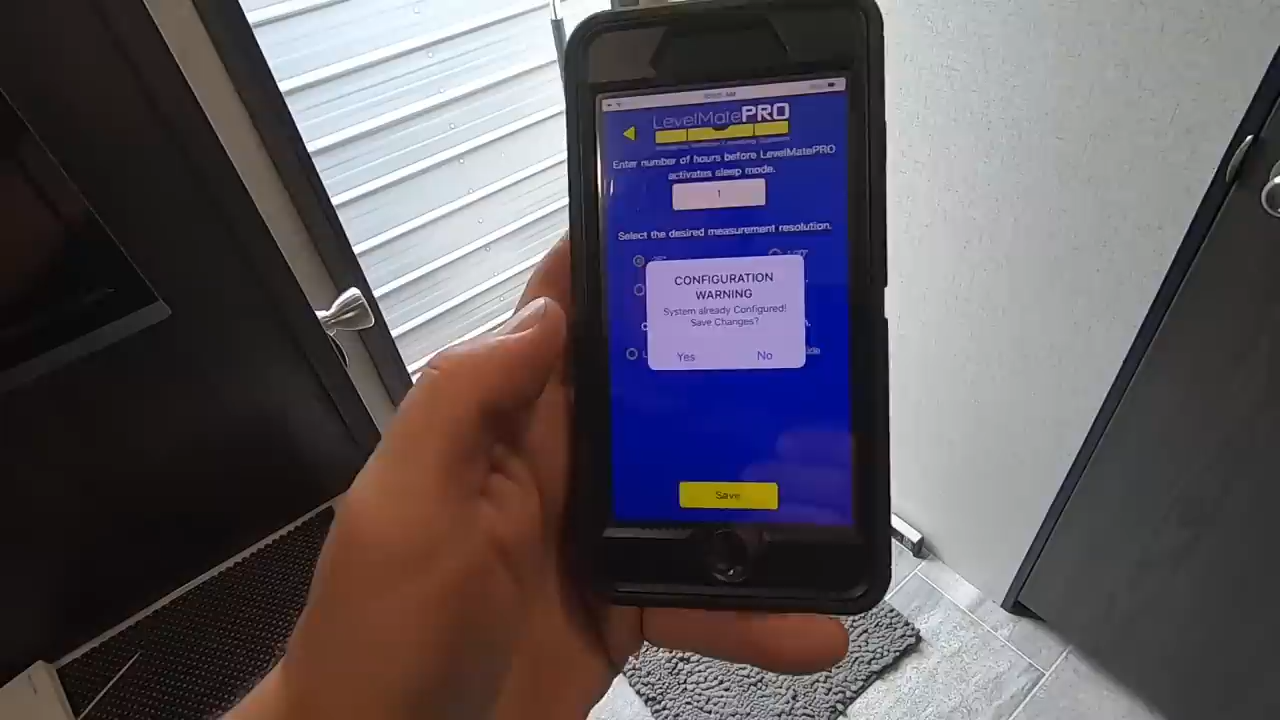 LevelMatePRO
Enter number of hours before LevelMatePRO
activates sleep mode.
1
Select the desired measurement resolution.
CONFIGURATION
WARNING
System already Configured!
Save Changes?
Yes No
Save